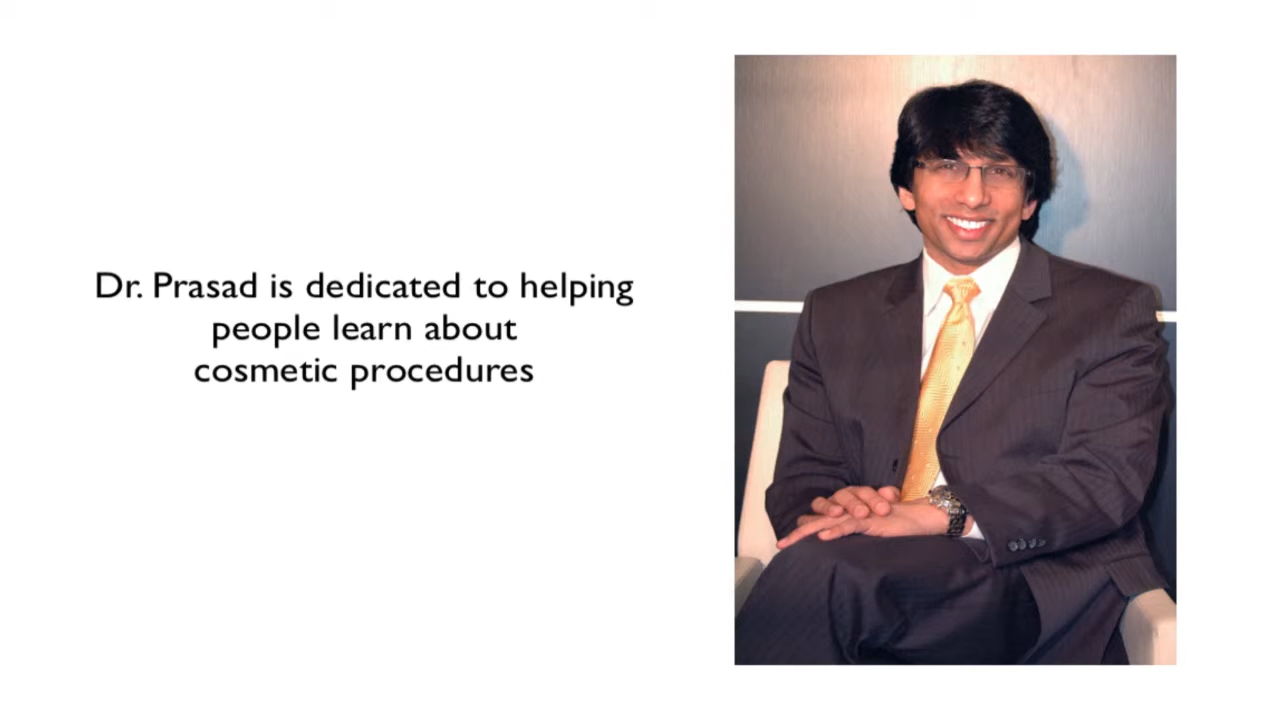 Dr. Prasad is dedicated to helping
people learn about
cosmetic procedures